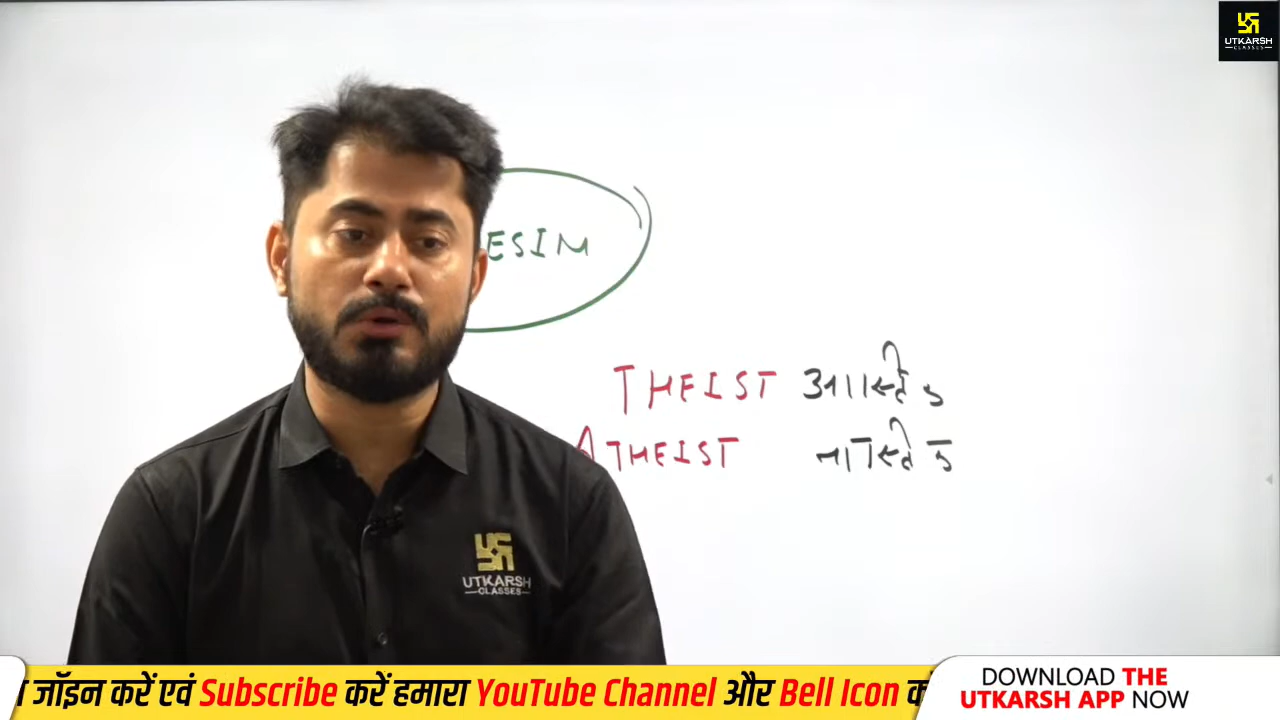 UTKARSH
CLASSES
ESIM
THEIST आस्तिक
ATHEIST नास्तिक
UTKARSH
CLASSES
जॉइन करें एवं Subscribe करें हमारा YouTube Channel और Bell Icon
DOWNLOAD THE
UTKARSH APP NOW